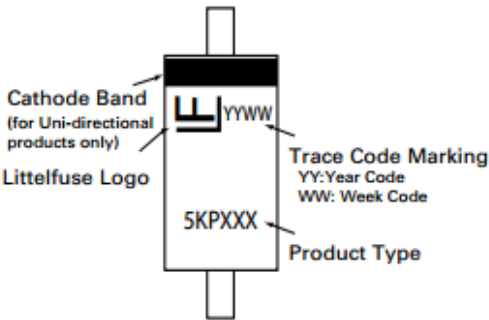 Cathode Band
(for Uni-directional
products only)
Littelfuse Logo
LF
YYWW
Trace Code Marking
YY:Year Code
WW: Week Code
5KPXXX
Product Type